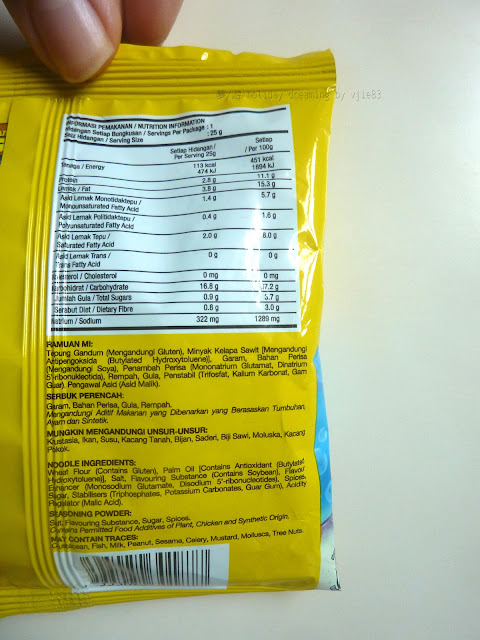 夢.遊 holiday dreaming by vjie83
INFORMASI PEMAKANAN / NUTRITION INFORMATION
Hidangan Setiap Bungkusan / Servings Per Package : 1
Saiz Hidangan / Serving Size : 25 g
Setiap Hidangan / Setiap
Per Serving 25g / Per 100g
Tenaga / Energy 113 kcal 451 kcal
474 kJ 1694 kJ
Protein 2.8 g 11.1 g
Lemak / Fat 3.8 g 15.3 g
Asid Lemak Monotidaktepu / 1.4 g 5.7 g
Monounsaturated Fatty Acid
Asid Lemak Politidaktepu / 0.4 g 1.6 g
Polyunsaturated Fatty Acid
Asid Lemak Tepu / 2.0 g 8.0 g
Saturated Fatty Acid
Asid Lemak Trans / 0 g 0 g
Trans Fatty Acid
Kolesterol / Cholesterol 0 mg 0 mg
Karbohidrat / Carbohydrate 16.8 g 67.2 g
Jumlah Gula / Total Sugars 0.9 g 3.7 g
Serabut Diet / Dietary Fibre 0.8 g 3.0 g
Natrium / Sodium 322 mg 1289 mg
RAMUAN MI:
Tepung Gandum (Mengandungi Gluten), Minyak Kelapa Sawit [Mengandungi
Antipengoksida (Butylated Hydroxytoluene)], Garam, Bahan Perisa
(Mengandungi Soya), Penambah Perisa (Mononatrium Glutamat, Dinatrium
5'-ribonukleotida), Rempah, Gula, Penstabil (Trifosfat, Kalium Karbonat, Gam
Guar), Pengawal Asid (Asid Malik).
SERBUK PERENCAH:
Garam, Bahan Perisa, Gula, Rempah.
Mengandungi Aditif Makanan yang Dibenarkan yang Berasaskan Tumbuhan,
Ayam dan Sintetik.
MUNGKIN MENGANDUNGI UNSUR-UNSUR:
Krustasia, Ikan, Susu, Kacang Tanah, Bijan, Saderi, Biji Sawi, Moluska, Kacang
Pokok.
NOODLE INGREDIENTS:
Wheat Flour (Contains Gluten), Palm Oil [Contains Antioxidant (Butylated
Hydroxytoluene)], Salt, Flavouring Substance (Contains Soybean), Flavour
Enhancer (Monosodium Glutamate, Disodium 5'-ribonucleotides), Spices,
Sugar, Stabilisers (Triphosphates, Potassium Carbonates, Guar Gum), Acidity
Regulator (Malic Acid).
SEASONING POWDER:
Salt, Flavouring Substance, Sugar, Spices.
Contains Permitted Food Additives of Plant, Chicken and Synthetic Origin.
MAY CONTAIN TRACES:
Crustacean, Fish, Milk, Peanut, Sesame, Celery, Mustard, Molluscs, Tree Nuts.